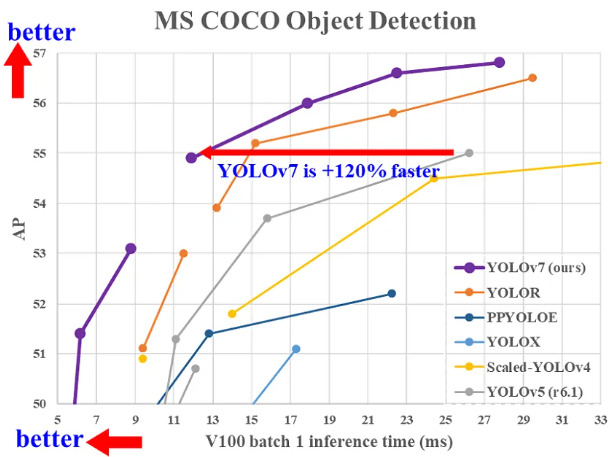 MS COCO Object Detection
better
57
56
55
54
53
52
51
50
AP
YOLOv7 is +120% faster
YOLOv7 (ours)
YOLOR
PPYOLOE
YOLOX
Scaled-YOLOv4
YOLOv5 (r6.1)
5 7 9 11 13 15 17 19 21 23 25 27 29 31 33
better
V100 batch 1 inference time (ms)